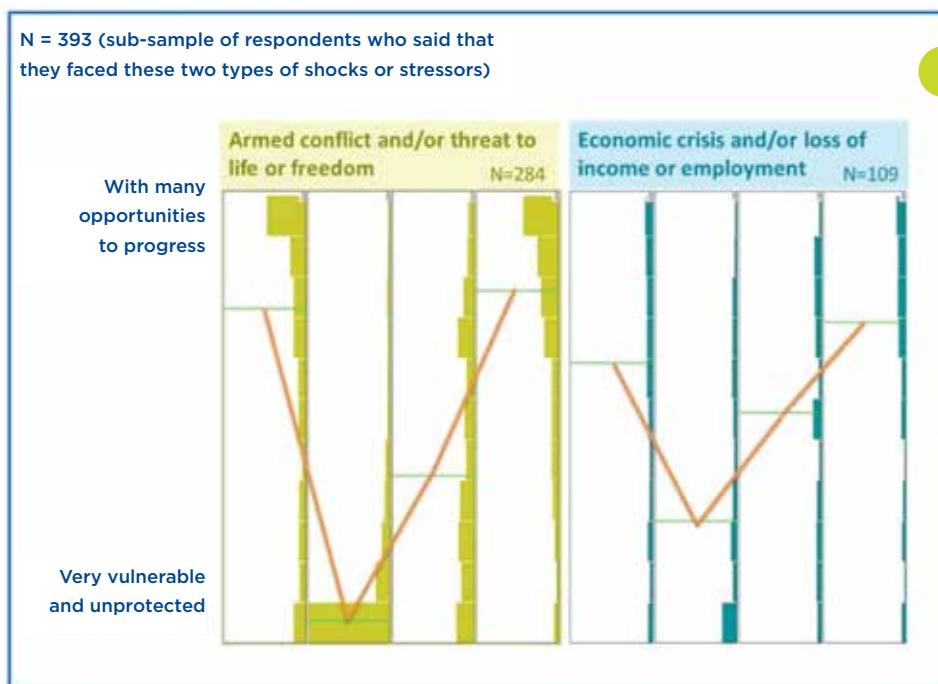 N = 393 (sub-sample of respondents who said that
they faced these two types of shocks or stressors)
Armed conflict and/or threat to
life or freedom
N=284
Economic crisis and/or loss of
income or employment
N=109
With many
opportunities
to progress
Very vulnerable
and unprotected